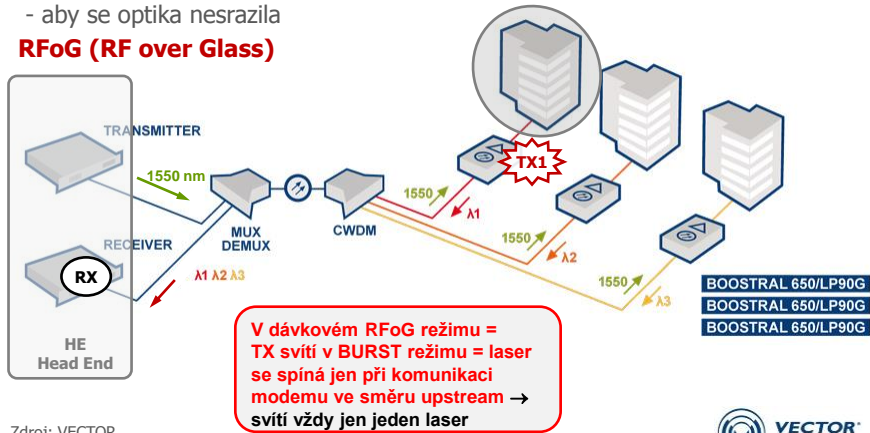 - aby se optika nesrazila
RFoG (RF over Glass)
TRANSMITTER
1550 nm
MUX
DEMUX
CWDM
RECEIVER
RX
λ1 λ2 λ3
HE
Head End
1550
λ1
TX1
1550
λ2
1550
λ3
BOOSTRAL 650/LP90G
BOOSTRAL 650/LP90G
BOOSTRAL 650/LP90G
V dávkovém RFoG režimu =
TX svítí v BURST režimu = laser
se spíná jen při komunikaci
modemu ve směru upstream →
svítí vždy jen jeden laser
Zdroj: VECTOR
VECTOR